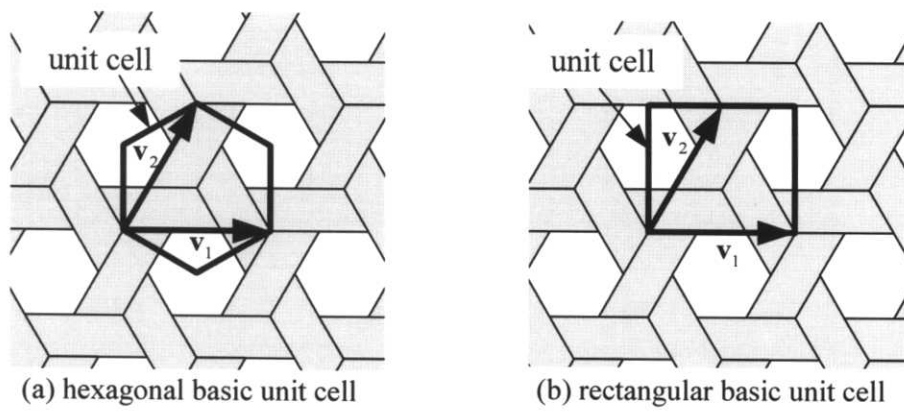 unit cell
v2
v1
(a) hexagonal basic unit cell
unit cell
v2
v1
(b) rectangular basic unit cell